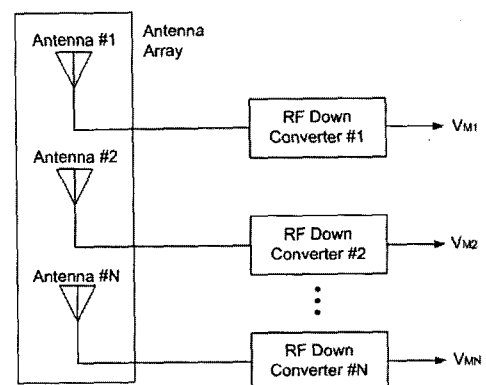 Antenna #1
Antenna
Array
RF Down
Converter #1
VM1
Antenna #2
RF Down
Converter #2
VM2
Antenna #N
RF Down
Converter #N
VMN